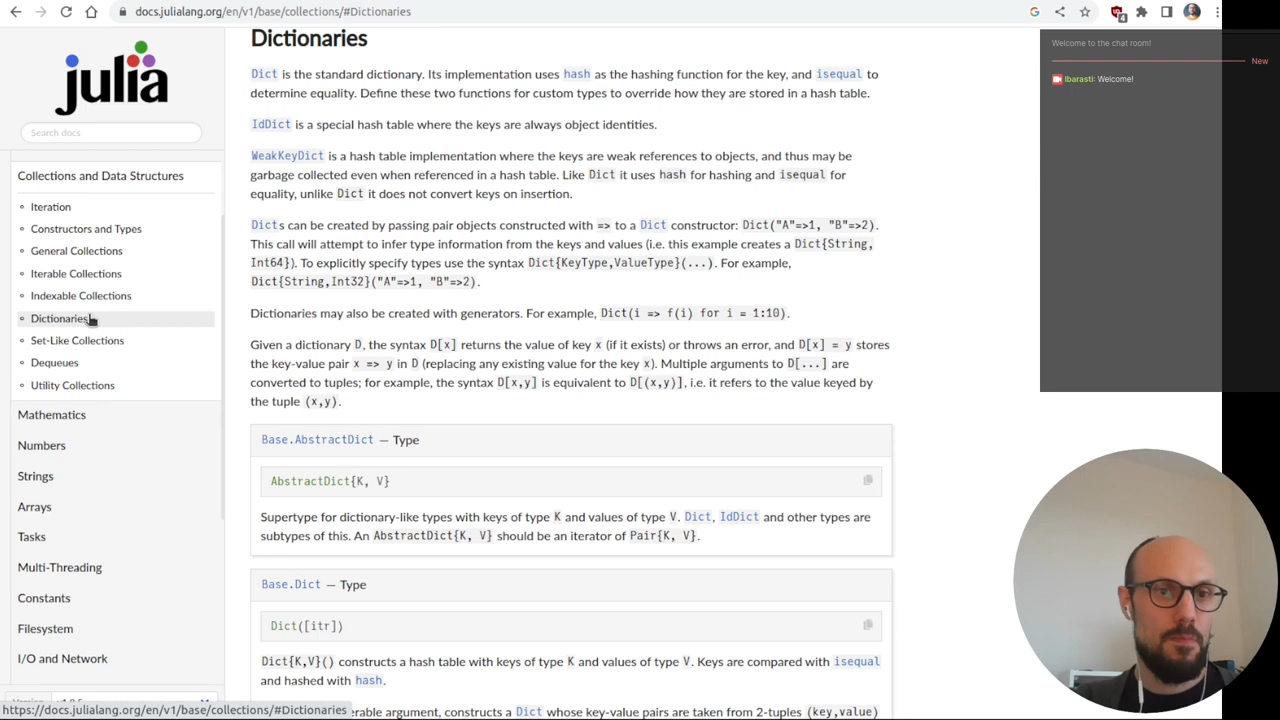 docs.julialang.org/en/v1/base/collections/#Dictionaries
4
julia
Search docs
Collections and Data Structures
Iteration
Constructors and Types
General Collections
Iterable Collections
Indexable Collections
Dictionaries
Set-Like Collections
Dequeues
Utility Collections
Mathematics
Numbers
Strings
Arrays
Tasks
Multi-Threading
Constants
Filesystem
I/O and Network
https://docs.julialang.org/en/v1/base/collections/#Dictionaries
Dictionaries
Dict is the standard dictionary. Its implementation uses hash as the hashing function for the key, and isequal to
determine equality. Define these two functions for custom types to override how they are stored in a hash table.
IdDict is a special hash table where the keys are always object identities.
WeakKeyDict is a hash table implementation where the keys are weak references to objects, and thus may be
garbage collected even when referenced in a hash table. Like Dict it uses hash for hashing and isequal for
equality, unlike Dict it does not convert keys on insertion.
Dicts can be created by passing pair objects constructed with => to a Dict constructor: Dict("A"=>1, "B"=>2).
This call will attempt to infer type information from the keys and values (i.e. this example creates a Dict{String,
Int64}). To explicitly specify types use the syntax Dict{KeyType,ValueType}(...). For example,
Dict{String,Int32}("A"=>1, "B"=>2).
Dictionaries may also be created with generators. For example, Dict(i => f(i) for i = 1:10).
Given a dictionary D, the syntax D[x] returns the value of key x (if it exists) or throws an error, and D[x] = y stores
the key-value pair x => y in D (replacing any existing value for the key x). Multiple arguments to D[...] are
converted to tuples; for example, the syntax D[x,y] is equivalent to D[(x,y)], i.e. it refers to the value keyed by
the tuple (x,y).
Base.AbstractDict — Type
AbstractDict{K, V}
Supertype for dictionary-like types with keys of type K and values of type V. Dict, IdDict and other types are
subtypes of this. An AbstractDict{K, V} should be an iterator of Pair{K, V}.
Base.Dict — Type
Dict([itr])
Dict{K,V}() constructs a hash table with keys of type K and values of type V. Keys are compared with isequal
and hashed with hash.
argument, constructs a Dict whose key-value pairs are taken from 2-tuples (key,value)
Welcome to the chat room!
New
lbarasti: Welcome!